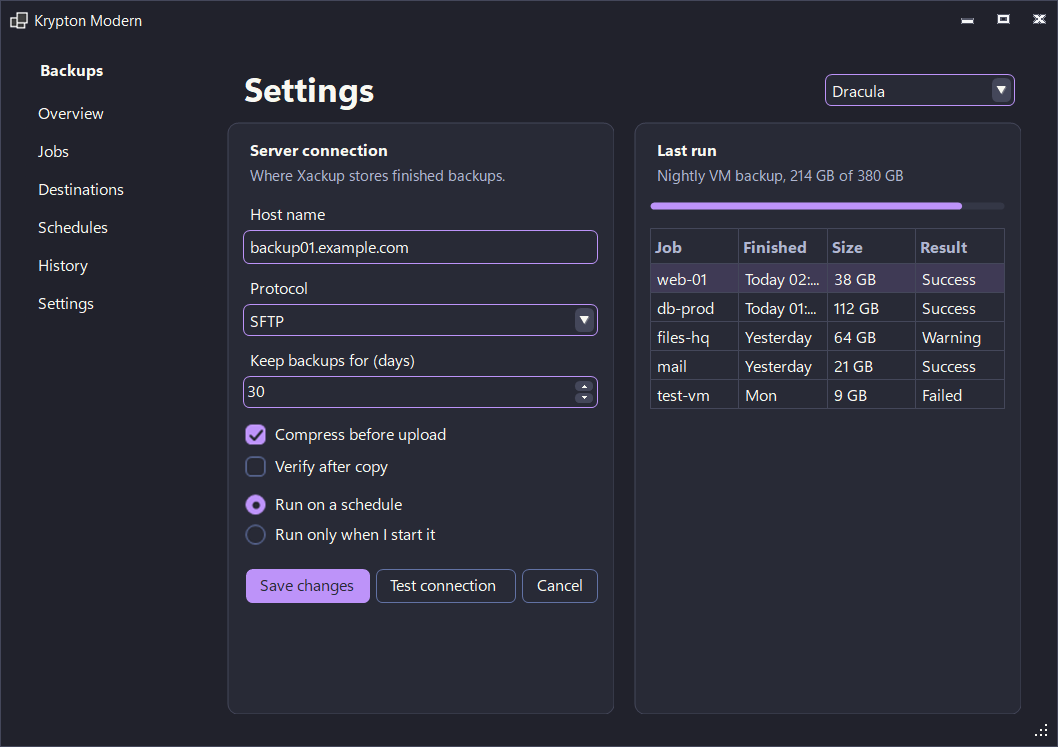 Krypton Modern
Backups
Overview
Jobs
Destinations
Schedules
History
Settings
Settings
Dracula
Server connection
Where Xackup stores finished backups.
Host name
backup01.example.com
Protocol
SFTP
Keep backups for (days)
30
Compress before upload
Verify after copy
Run on a schedule
Run only when I start it
Save changes Test connection Cancel
Last run
Nightly VM backup, 214 GB of 380 GB
Job Finished Size Result
web-01 Today 02:... 38 GB Success
db-prod Today 01:... 112 GB Success
files-hq Yesterday 64 GB Warning
mail Yesterday 21 GB Success
test-vm Mon 9 GB Failed